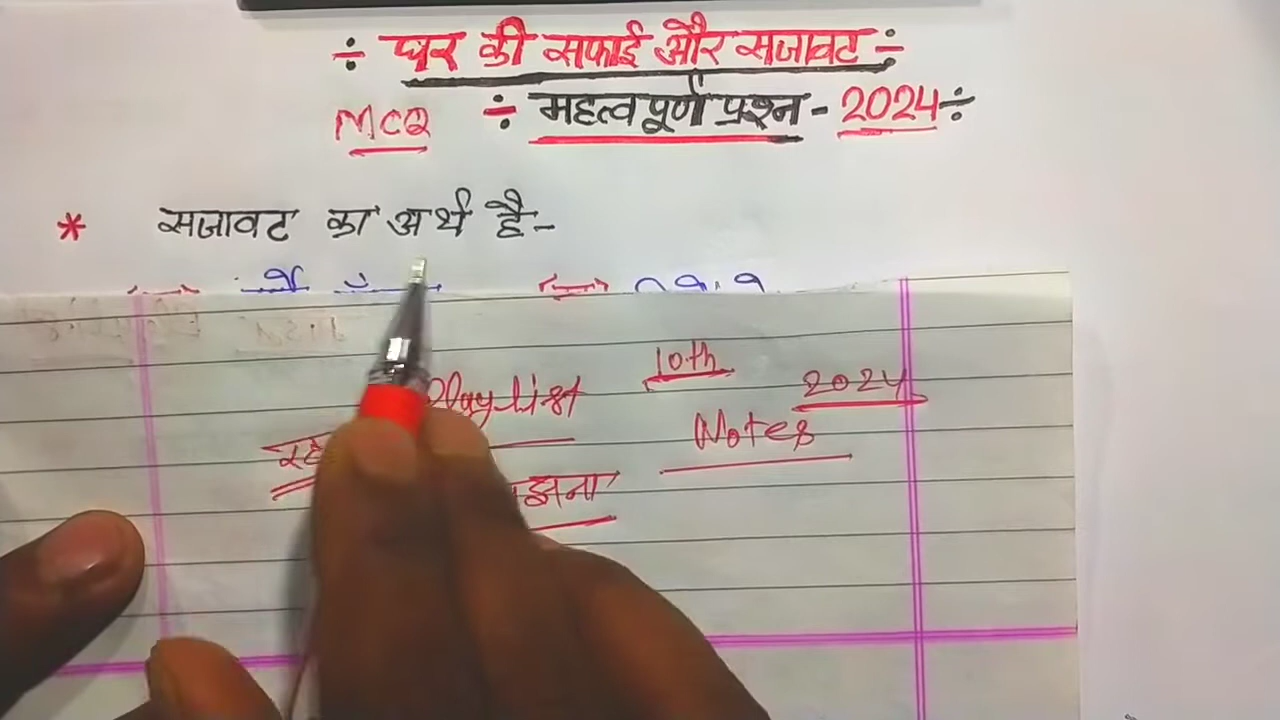 ÷ घर की सफाई और सजावट ÷
MCQ ÷ महत्वपूर्ण प्रश्न - 2024 ÷
* सजावट का अर्थ है-
Play list 10th 2024
Notes